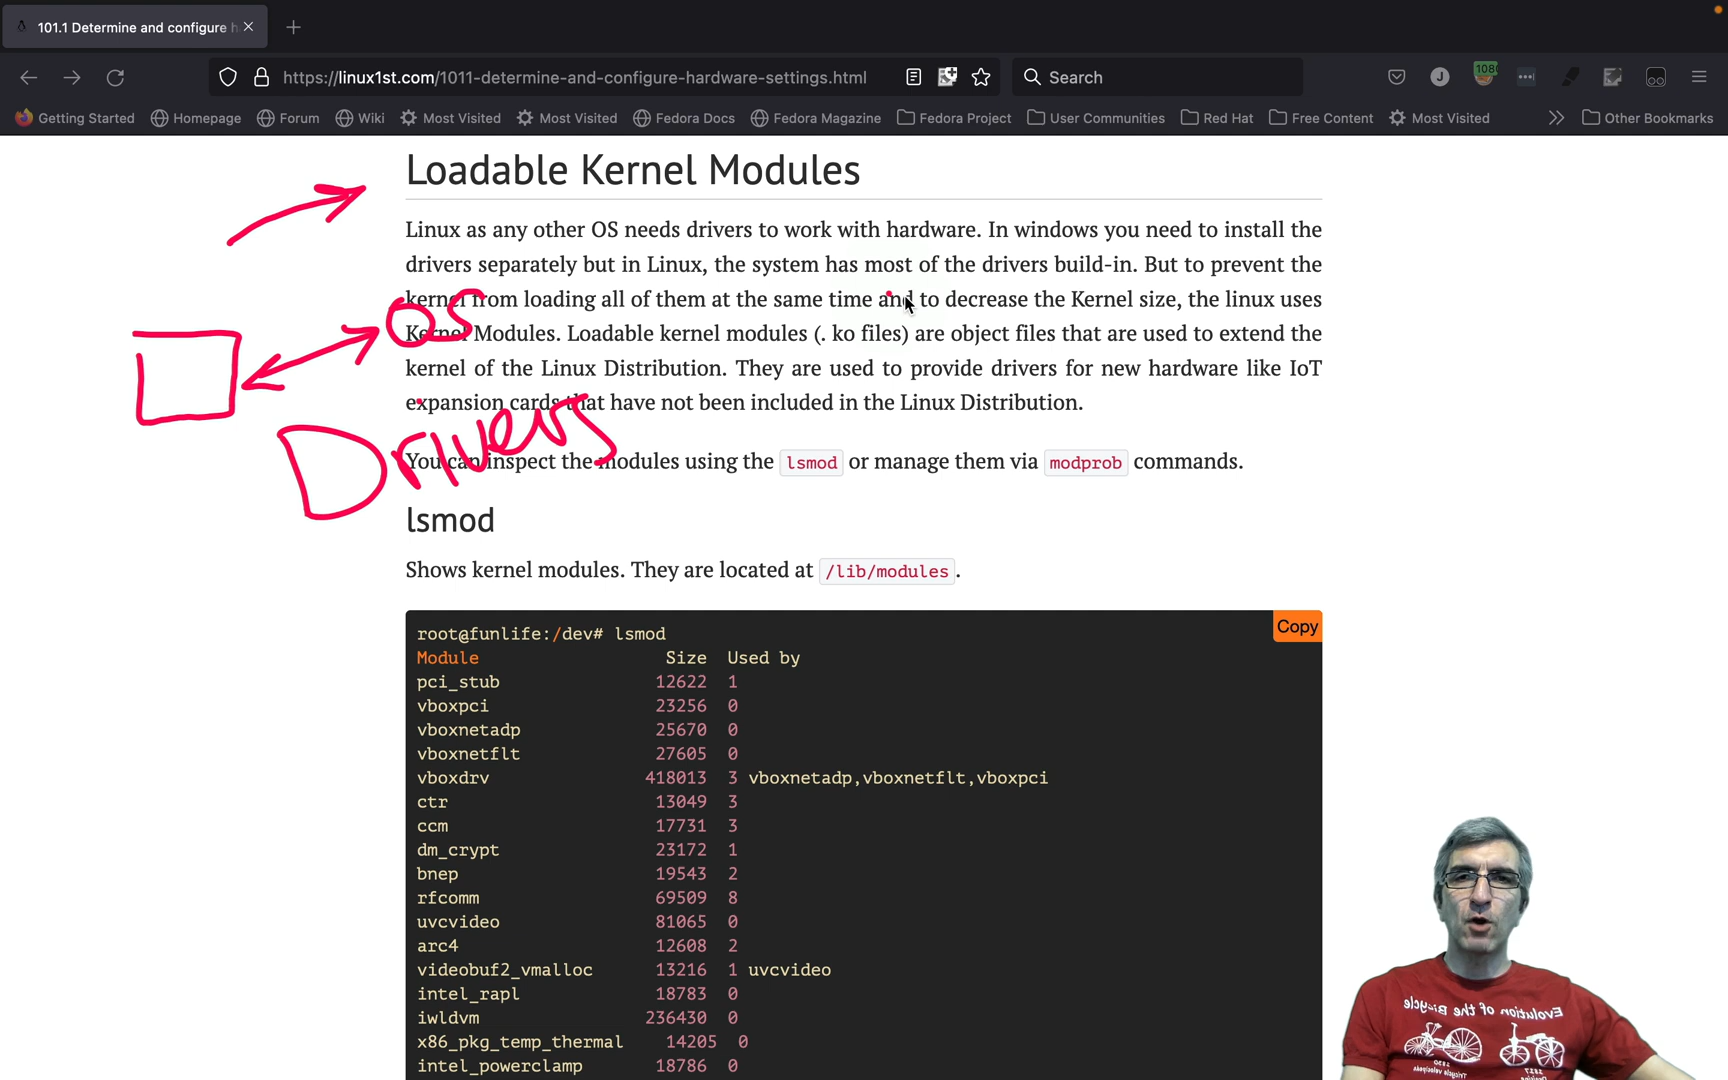 101.1 Determine and configure h
https://linux1st.com/1011-determine-and-configure-hardware-settings.html
Search
J
108
Getting Started
Homepage
Forum
Wiki
Most Visited
Most Visited
Fedora Docs
Fedora Magazine
Fedora Project
User Communities
Red Hat
Free Content
Most Visited
Other Bookmarks
Loadable Kernel Modules
Linux as any other OS needs drivers to work with hardware. In windows you need to install the
drivers separately but in Linux, the system has most of the drivers build-in. But to prevent the
kernel from loading all of them at the same time and to decrease the Kernel size, the linux uses
OS
Kernel Modules. Loadable kernel modules (. ko files) are object files that are used to extend the
kernel of the Linux Distribution. They are used to provide drivers for new hardware like IoT
expansion cards that have not been included in the Linux Distribution.
Drivers
You can inspect the modules using the lsmod or manage them via modprob commands.
lsmod
Shows kernel modules. They are located at /lib/modules.
Copy
root@funlife:/dev# lsmod
Module Size Used by
pci_stub 12622 1
vboxpci 23256 0
vboxnetadp 25670 0
vboxnetflt 27605 0
vboxdrv 418013 3 vboxnetadp,vboxnetflt,vboxpci
ctr 13049 3
ccm 17731 3
dm_crypt 23172 1
bnep 19543 2
rfcomm 69509 8
uvcvideo 81065 0
arc4 12608 2
videobuf2_vmalloc 13216 1 uvcvideo
intel_rapl 18783 0
iwldvm 236430 0
x86_pkg_temp_thermal 14205 0
intel_powerclamp 18786 0
Evolution of the Bicycle